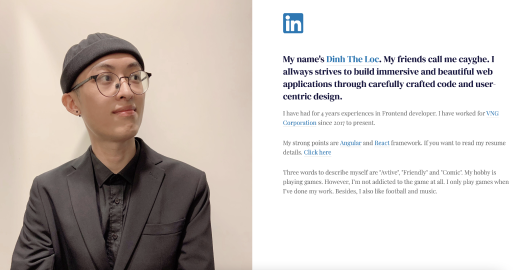 in
My name's Dinh The Loc. My friends call me cayghe. I
allways strives to build immersive and beautiful web
applications through carefully crafted code and user-
centric design.
I have had for 4 years experiences in Frontend developer. I have worked for VNG
Corporation since 2017 to present.
My strong points are Angular and React framework. If you want to read my resume
details. Click here
Three words to describe myself are "Avtive", "Friendly" and "Comic". My hobby is
playing games. However, I'm not addicted to the game at all. I only play games when
I've done my work. Besides, I also like football and music.